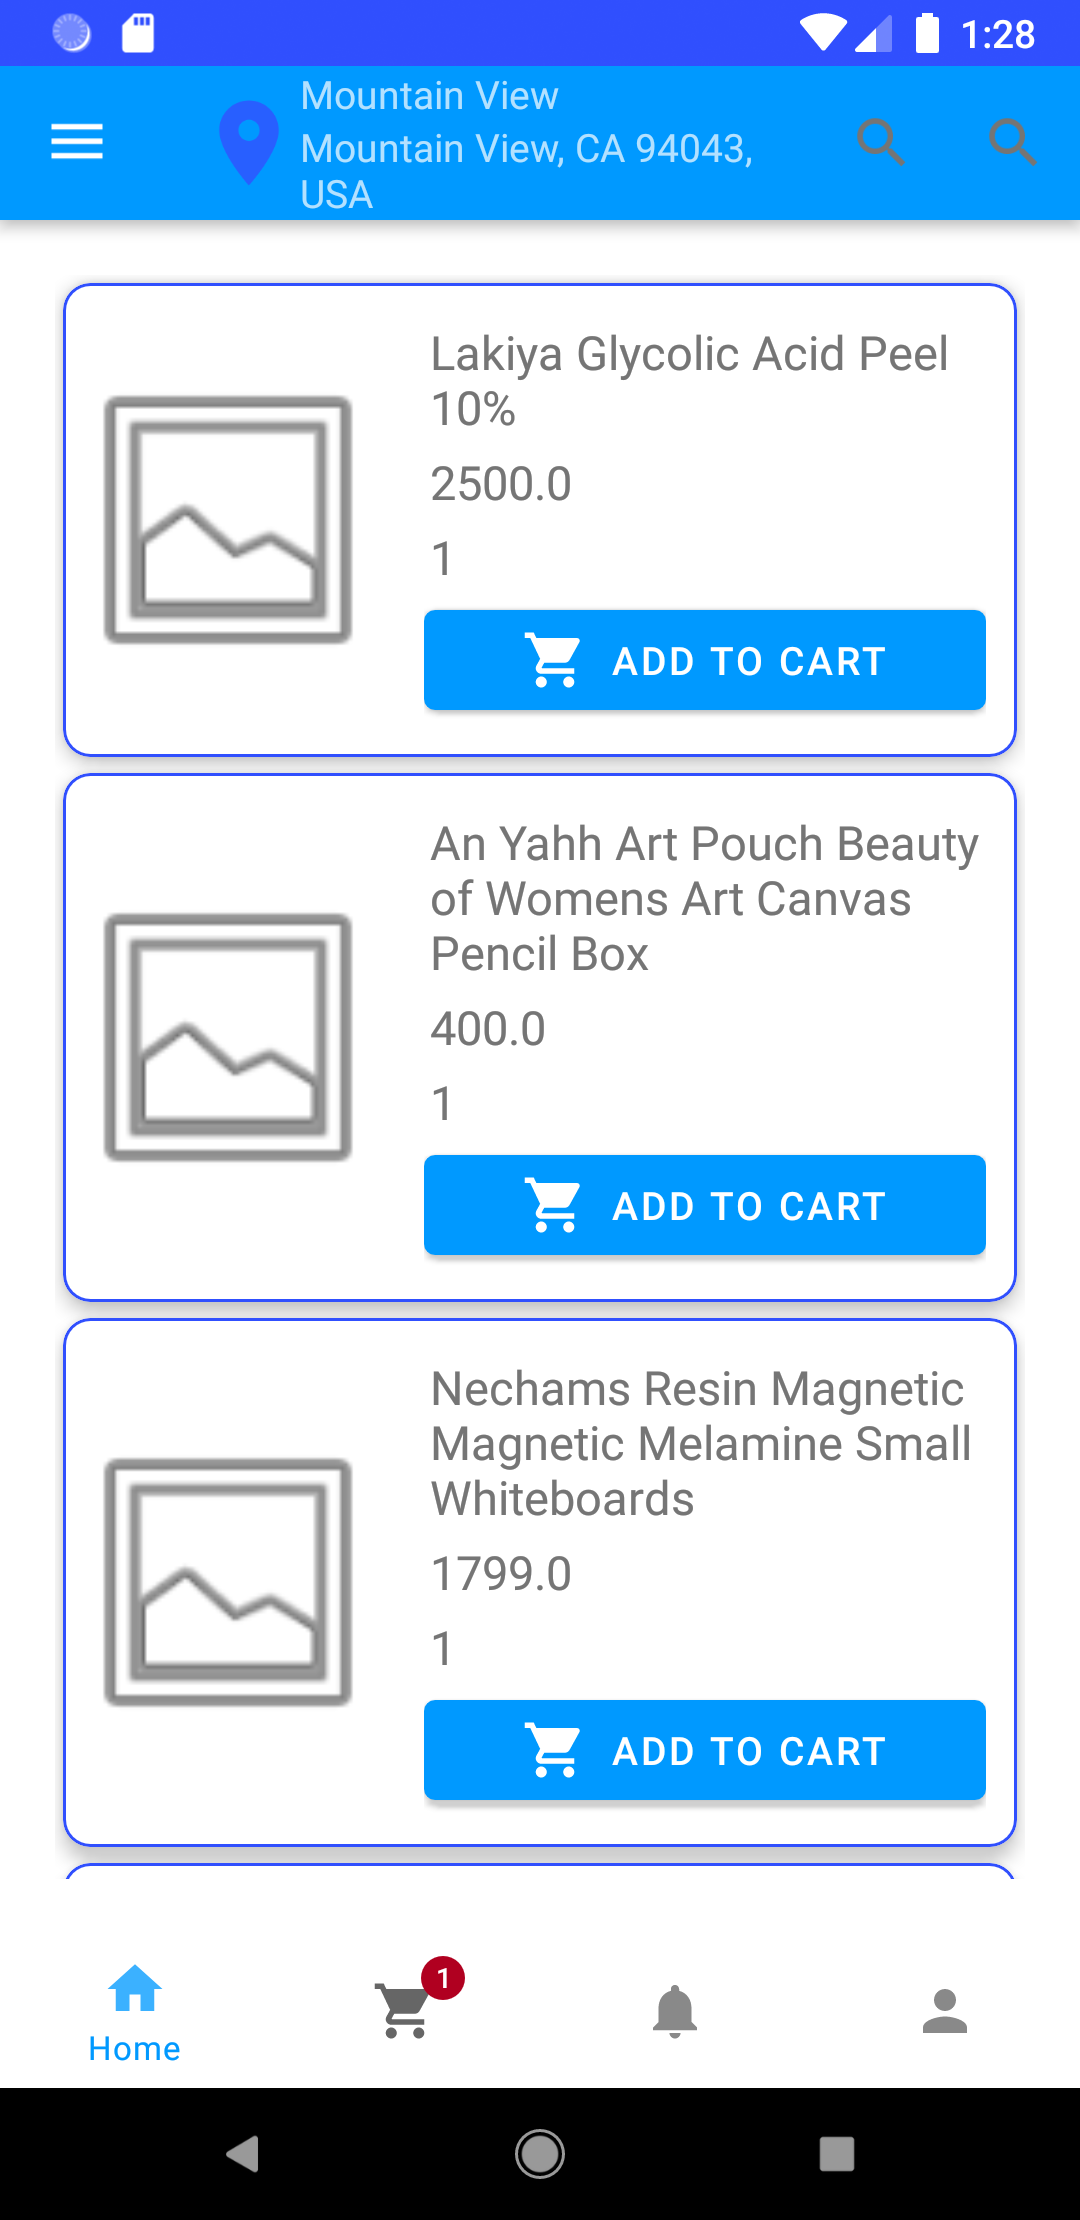 1:28
Mountain View
Mountain View, CA 94043,
USA
Lakiya Glycolic Acid Peel
10%
2500.0
1
ADD TO CART
An Yahh Art Pouch Beauty
of Womens Art Canvas
Pencil Box
400.0
1
ADD TO CART
Nechams Resin Magnetic
Magnetic Melamine Small
Whiteboards
1799.0
1
ADD TO CART
1
Home